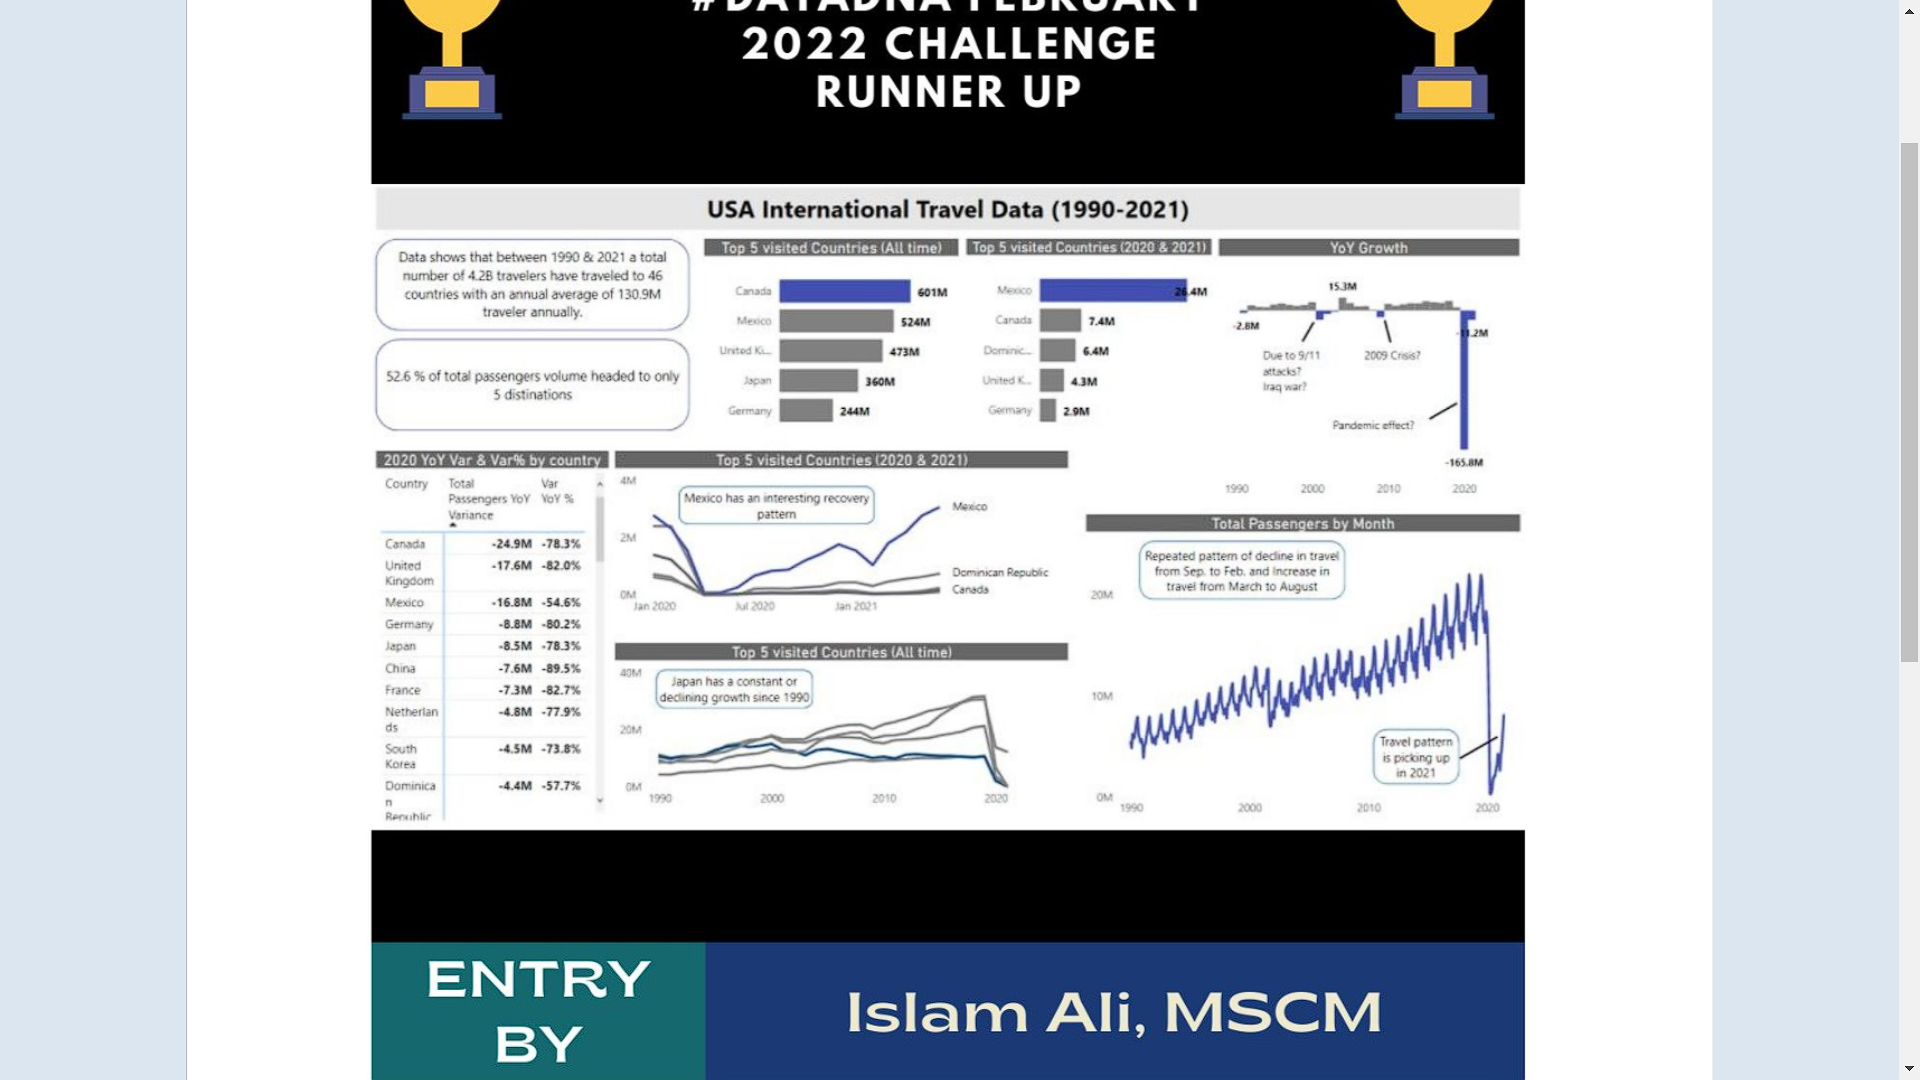 #DATADNA FEBRUARY
2022 CHALLENGE
RUNNER UP
USA International Travel Data (1990-2021)
Data shows that between 1990 & 2021 a total
number of 4.2B travelers have traveled to 46
countries with an annual average of 130.9M
traveler annually.
52.6 % of total passengers volume headed to only
5 distinations
Top 5 visited Countries (All time)
Canada 601M
Mexico 524M
United Ki... 473M
Japan 360M
Germany 244M
Top 5 visited Countries (2020 & 2021)
Mexico 26.4M
Canada 7.4M
Dominic... 6.4M
United K... 4.3M
Germany 2.9M
YoY Growth
15.3M
-2.8M
-11.2M
Due to 9/11
attacks?
Iraq war?
2009 Crisis?
Pandemic effect?
-165.8M
1990 2000 2010 2020
2020 YoY Var & Var% by country
Country Total Var
Passengers YoY YoY %
Variance
Canada -24.9M -78.3%
United -17.6M -82.0%
Kingdom
Mexico -16.8M -54.6%
Germany -8.8M -80.2%
Japan -8.5M -78.3%
China -7.6M -89.5%
France -7.3M -82.7%
Netherlan -4.8M -77.9%
ds
South -4.5M -73.8%
Korea
Dominica -4.4M -57.7%
n
Republic
Top 5 visited Countries (2020 & 2021)
4M
Mexico has an interesting recovery
pattern
Mexico
2M
Dominican Republic
Canada
0M
Jan 2020 Jul 2020 Jan 2021
Top 5 visited Countries (All time)
40M
Japan has a constant or
declining growth since 1990
20M
0M
1990 2000 2010 2020
Total Passengers by Month
Repeated pattern of decline in travel
from Sep. to Feb. and Increase in
travel from March to August
20M
10M
Travel pattern
is picking up
in 2021
0M
1990 2000 2010 2020
ENTRY
BY
Islam Ali, MSCM